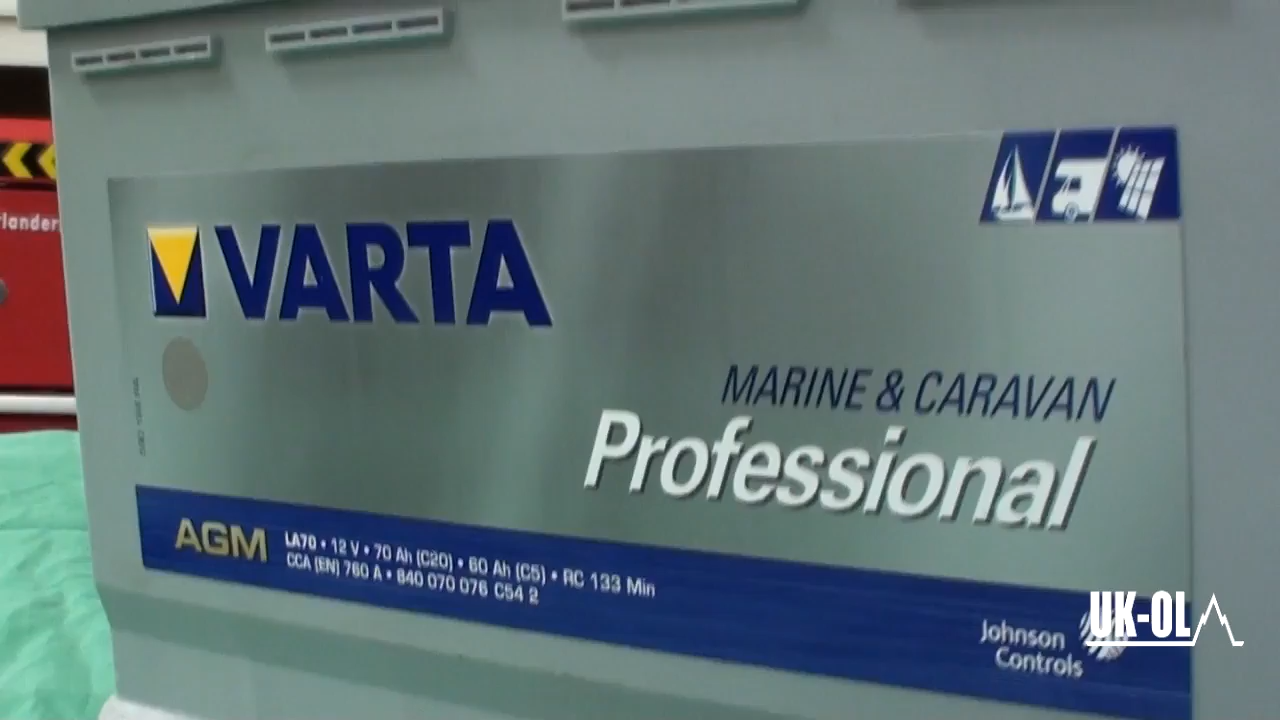 VARTA
MARINE & CARAVAN
Professional
AGM
LA70 • 12 V • 70 Ah (C20) • 60 Ah (C5) • RC 133 Min
CCA (EN) 760 A • 840 070 076 C54 2
Johnson
Controls
UK-OL
lander